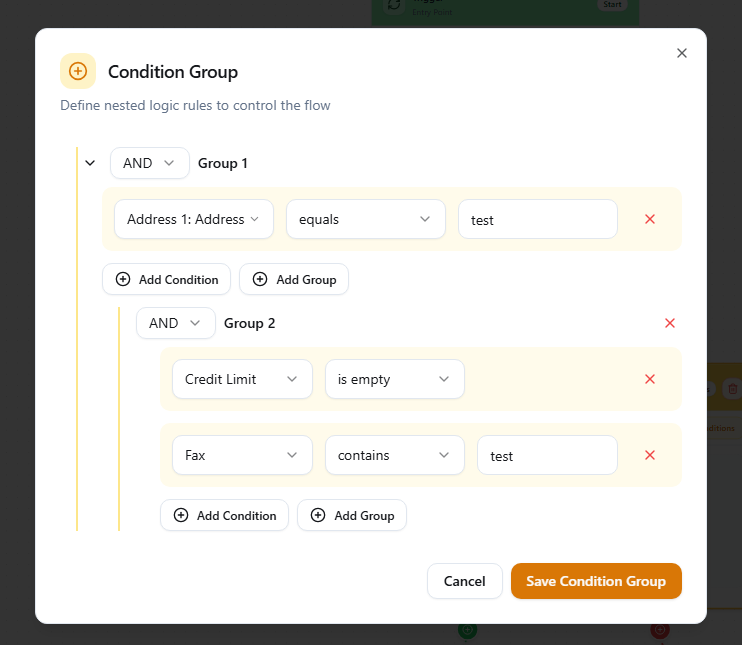 Entry Point
Start
Condition Group
Define nested logic rules to control the flow
AND Group 1
Address 1: Address equals test
Add Condition Add Group
AND Group 2
Credit Limit is empty
Fax contains test
Add Condition Add Group
Cancel Save Condition Group